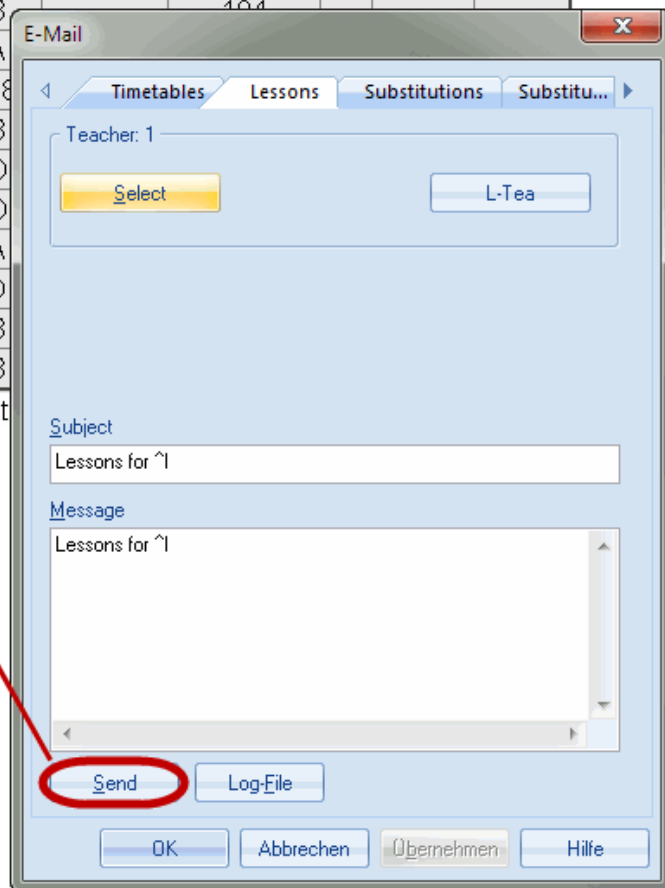 194
E-Mail
Timetables Lessons Substitutions Substitu...
Teacher: 1
Select L-Tea
Subject
Lessons for ^l
Message
Lessons for ^l
Send Log-File
OK Abbrechen Übernehmen Hilfe